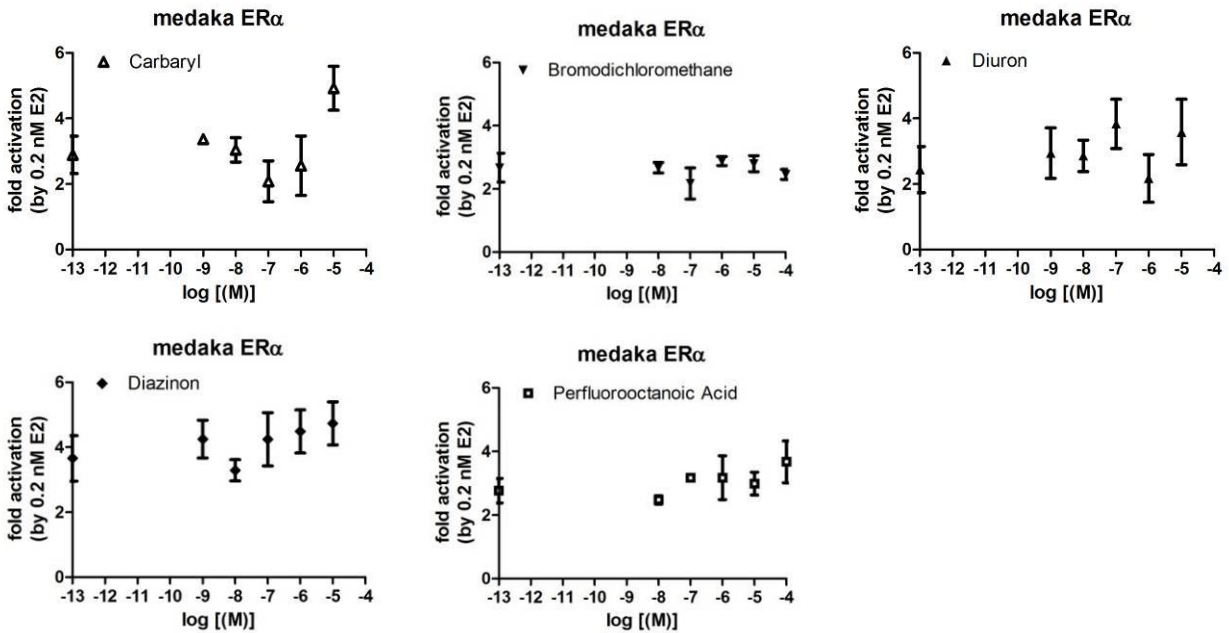 medaka ERα
Carbaryl
fold activation
(by 0.2 nM E2)
6
4
2
0
-13 -12 -11 -10 -9 -8 -7 -6 -5 -4
log [(M)]
medaka ERα
Bromodichloromethane
fold activation
(by 0.2 nM E2)
6
4
2
0
-13 -12 -11 -10 -9 -8 -7 -6 -5 -4
log [(M)]
medaka ERα
Diuron
fold activation
(by 0.2 nM E2)
6
4
2
0
-13 -12 -11 -10 -9 -8 -7 -6 -5 -4
log [(M)]
medaka ERα
Diazinon
fold activation
(by 0.2 nM E2)
6
4
2
0
-13 -12 -11 -10 -9 -8 -7 -6 -5 -4
log [(M)]
medaka ERα
Perfluorooctanoic Acid
fold activation
(by 0.2 nM E2)
6
4
2
0
-13 -12 -11 -10 -9 -8 -7 -6 -5 -4
log [(M)]